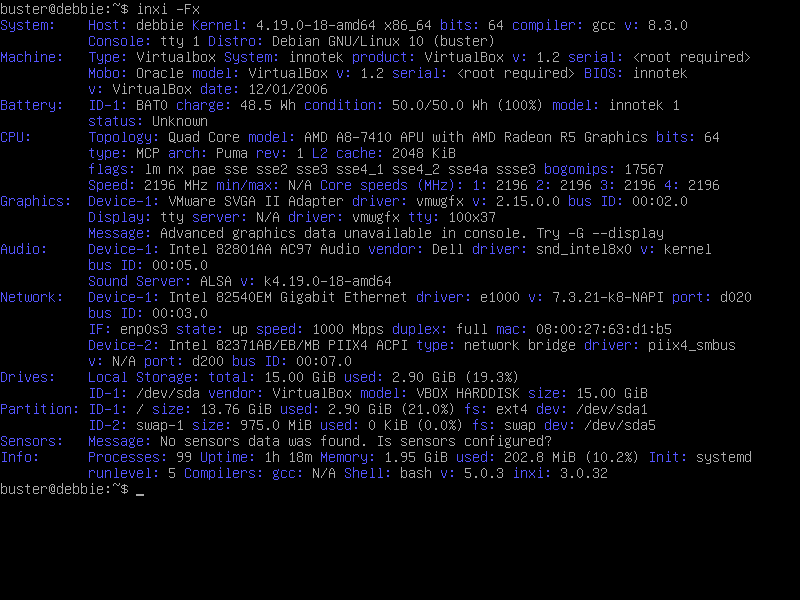 buster@debbie:~$ inxi -Fx
System:    Host: debbie Kernel: 4.19.0-18-amd64 x86_64 bits: 64 compiler: gcc v: 8.3.0
Console: tty 1 Distro: Debian GNU/Linux 10 (buster)
Machine:   Type: Virtualbox System: innotek product: VirtualBox v: 1.2 serial: <root required>
Mobo: Oracle model: VirtualBox v: 1.2 serial: <root required> BIOS: innotek
v: VirtualBox date: 12/01/2006
Battery:   ID-1: BAT0 charge: 48.5 Wh condition: 50.0/50.0 Wh (100%) model: innotek 1
status: Unknown
CPU:       Topology: Quad Core model: AMD A8-7410 APU with AMD Radeon R5 Graphics bits: 64
type: MCP arch: Puma rev: 1 L2 cache: 2048 KiB
flags: lm nx pae sse sse2 sse3 sse4_1 sse4_2 sse4a ssse3 bogomips: 17567
Speed: 2196 MHz min/max: N/A Core speeds (MHz): 1: 2196 2: 2196 3: 2196 4: 2196
Graphics:  Device-1: VMware SVGA II Adapter driver: vmwgfx v: 2.15.0.0 bus ID: 00:02.0
Display: tty server: N/A driver: vmwgfx tty: 100x37
Message: Advanced graphics data unavailable in console. Try -G --display
Audio:     Device-1: Intel 82801AA AC97 Audio vendor: Dell driver: snd_intel8x0 v: kernel
bus ID: 00:05.0
Sound Server: ALSA v: k4.19.0-18-amd64
Network:   Device-1: Intel 82540EM Gigabit Ethernet driver: e1000 v: 7.3.21-k8-NAPI port: d020
bus ID: 00:03.0
IF: enp0s3 state: up speed: 1000 Mbps duplex: full mac: 08:00:27:63:d1:b5
Device-2: Intel 82371AB/EB/MB PIIX4 ACPI type: network bridge driver: piix4_smbus
v: N/A port: d200 bus ID: 00:07.0
Drives:    Local Storage: total: 15.00 GiB used: 2.90 GiB (19.3%)
ID-1: /dev/sda vendor: VirtualBox model: VBOX HARDDISK size: 15.00 GiB
Partition: ID-1: / size: 13.76 GiB used: 2.90 GiB (21.0%) fs: ext4 dev: /dev/sda1
ID-2: swap-1 size: 975.0 MiB used: 0 KiB (0.0%) fs: swap dev: /dev/sda5
Sensors:   Message: No sensors data was found. Is sensors configured?
Info:      Processes: 99 Uptime: 1h 18m Memory: 1.95 GiB used: 202.8 MiB (10.2%) Init: systemd
runlevel: 5 Compilers: gcc: N/A Shell: bash v: 5.0.3 inxi: 3.0.32
buster@debbie:~$ _